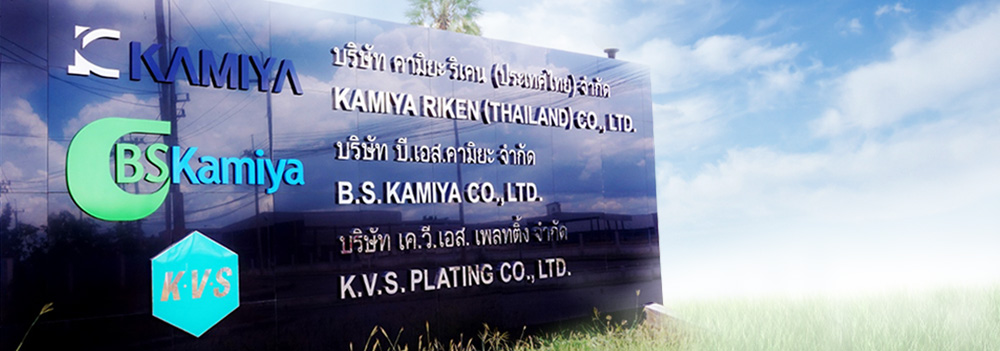 KAMIYA
บริษัท คามิยะ ริเคน (ประเทศไทย) จำกัด
KAMIYA RIKEN (THAILAND) CO., LTD.
BSKamiya
บริษัท บี.เอส.คามิยะ จำกัด
B.S. KAMIYA CO.,LTD.
K·V·S
บริษัท เค.วี.เอส. เพลทติ้ง จำกัด
K.V.S. PLATING CO., LTD.